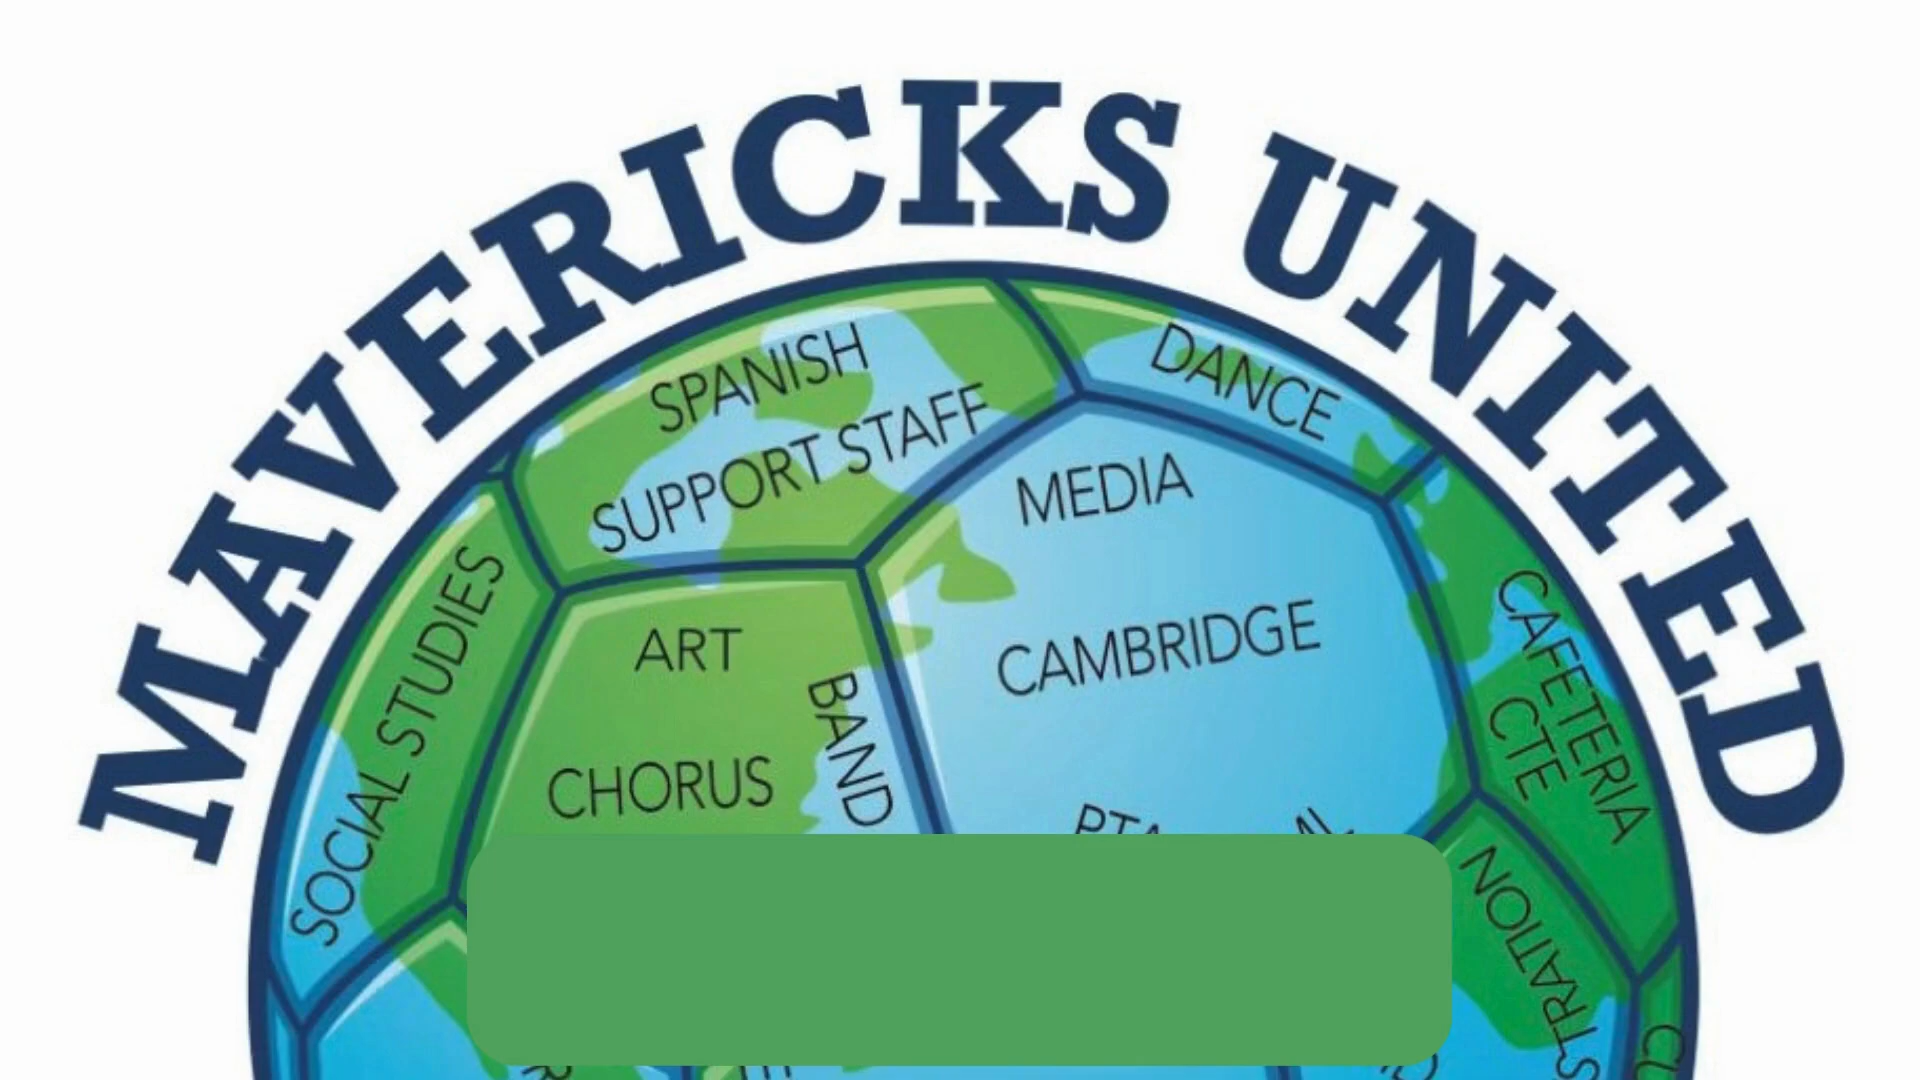 MAVERICKS UNITED
SPANISH
SUPPORT STAFF
DANCE
MEDIA
CAMBRIDGE
SOCIAL STUDIES
ART
BAND
CHORUS
CAFETERIA
CTE